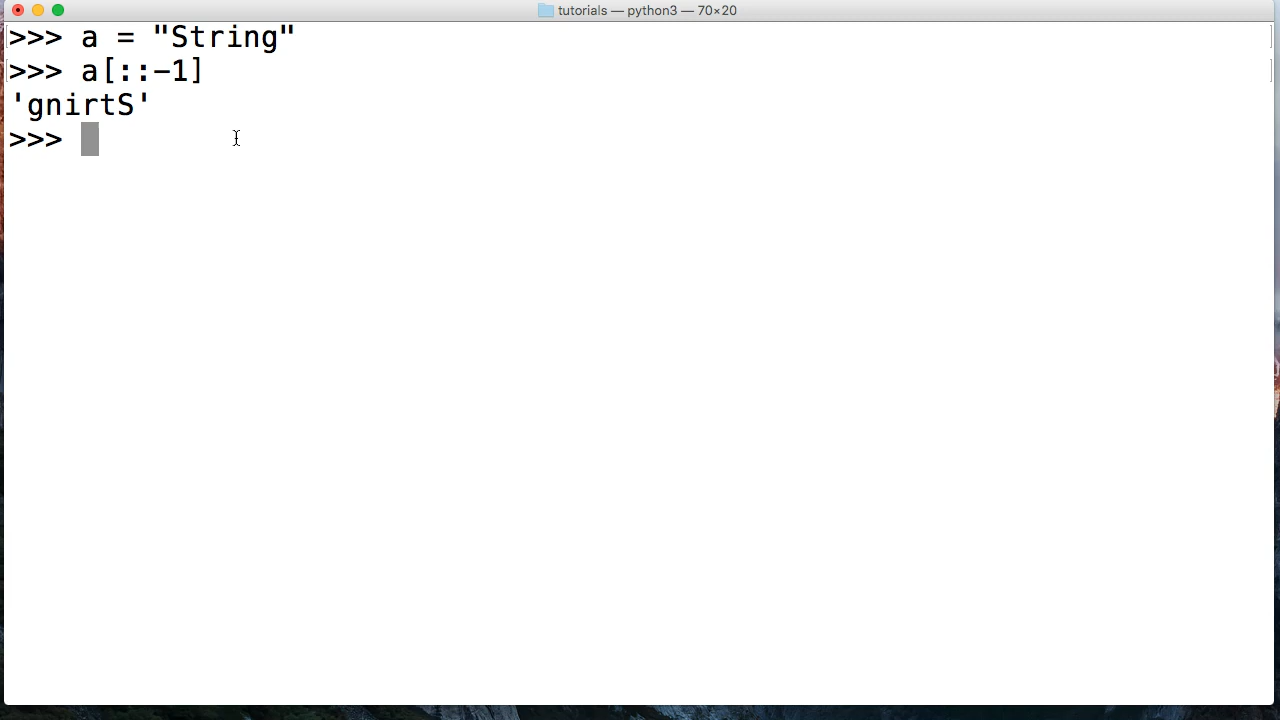 tutorials — python3 — 70×20
>>> a = "String"
>>> a[::-1]
'gnirtS'
>>>